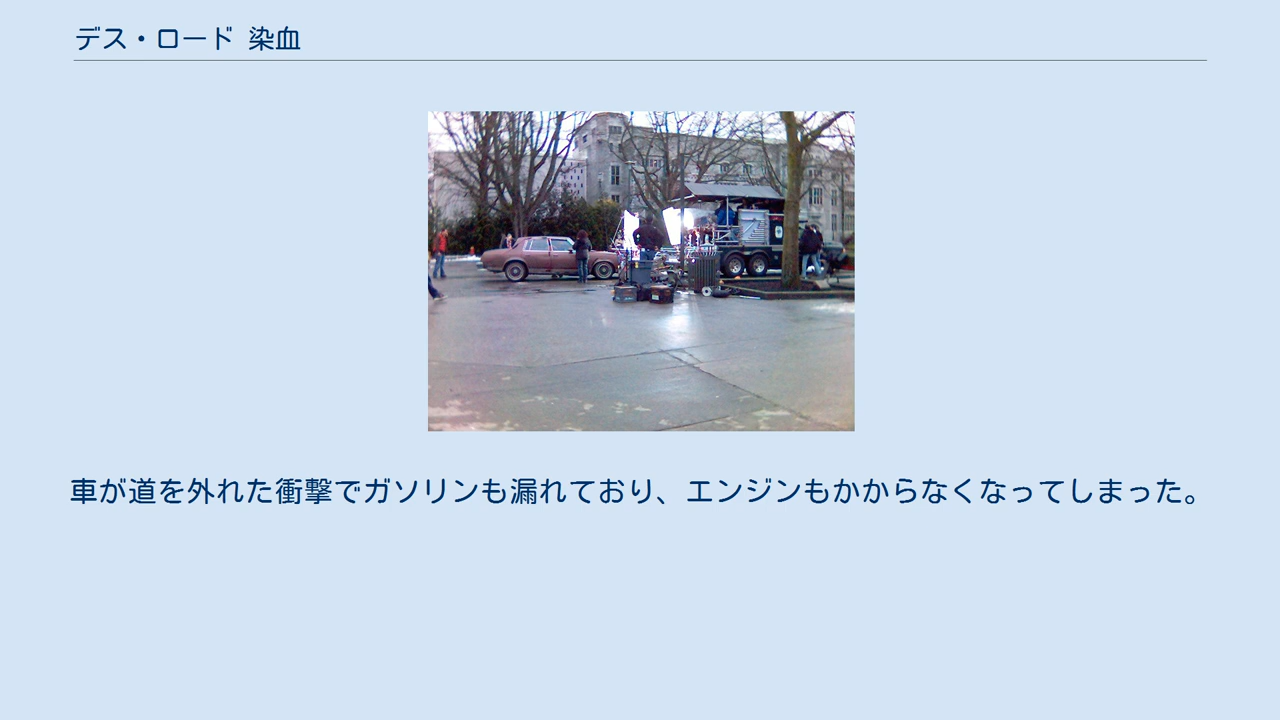 デス・ロード 染血
車が道を外れた衝撃でガソリンも漏れており、エンジンもかからなくなってしまった。